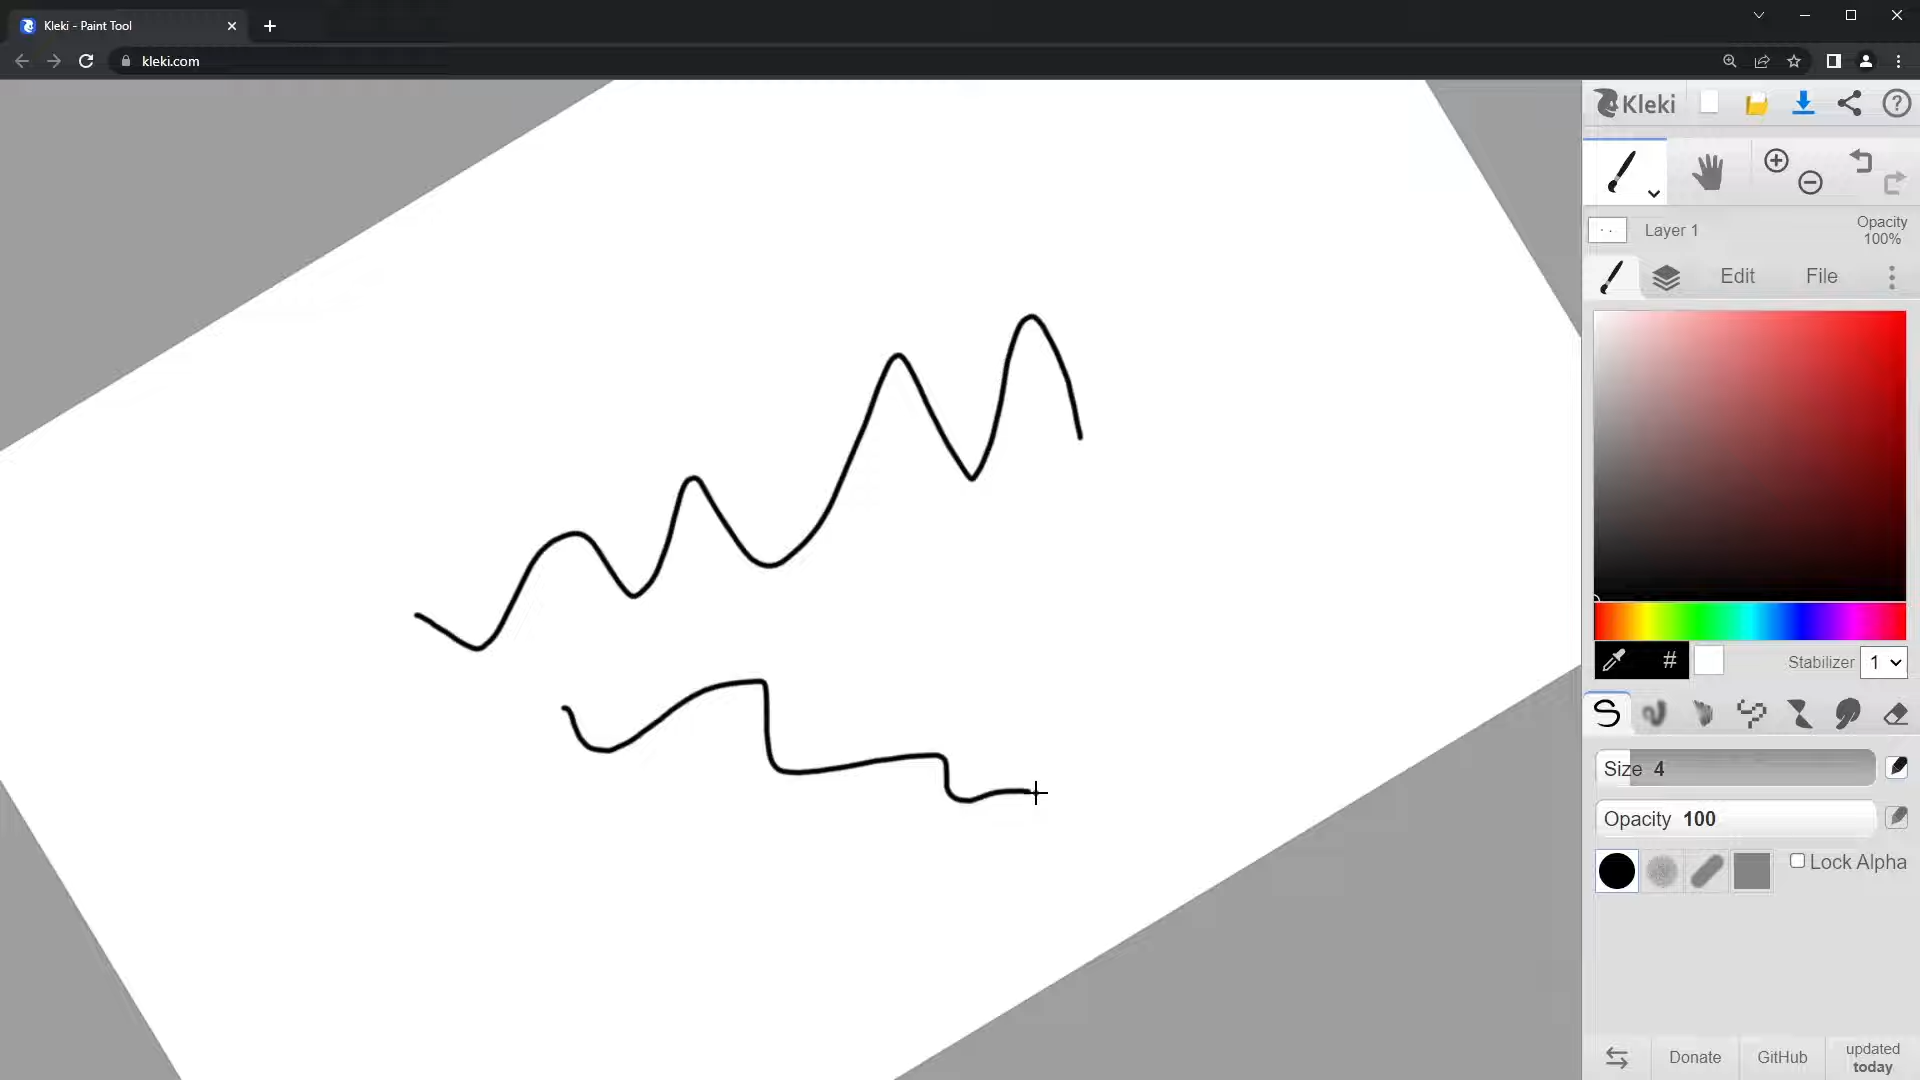 Kleki - Paint Tool
kleki.com
Kleki
Layer 1
Opacity
100%
Edit
File
#
Stabilizer 1
Size 4
Opacity 100
Lock Alpha
Donate
GitHub
updated
today